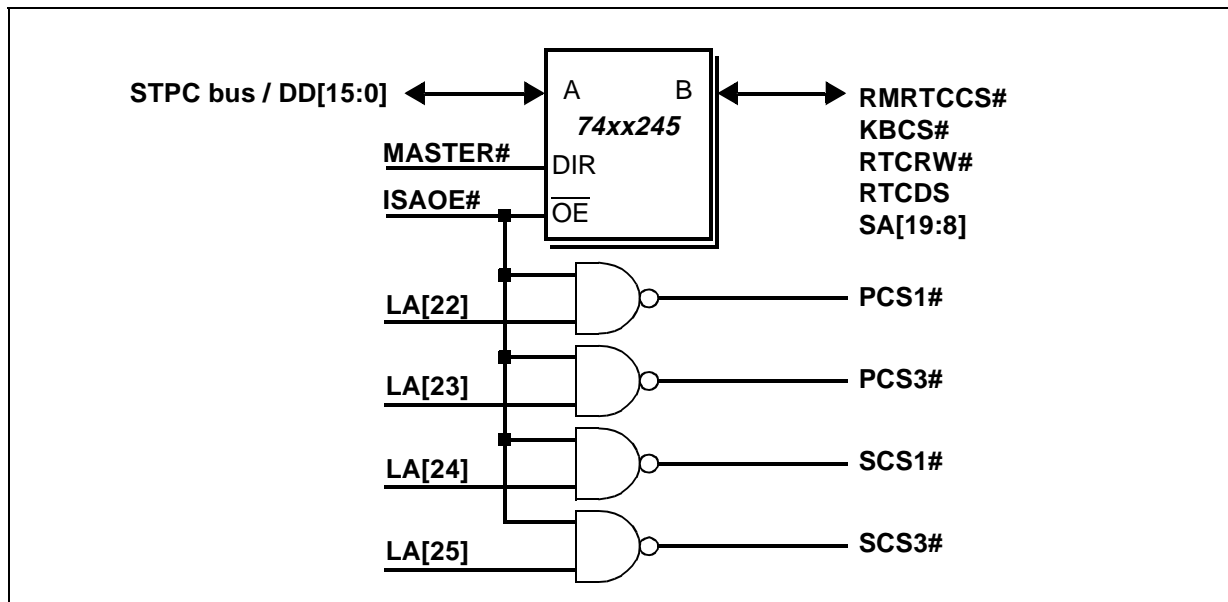 STPC bus / DD[15:0]
A
B
74xx245
MASTER#
DIR
ISAOE#
OE
RMRTCCS#
KBCS#
RTCRW#
RTCDS
SA[19:8]
LA[22]
PCS1#
LA[23]
PCS3#
LA[24]
SCS1#
LA[25]
SCS3#